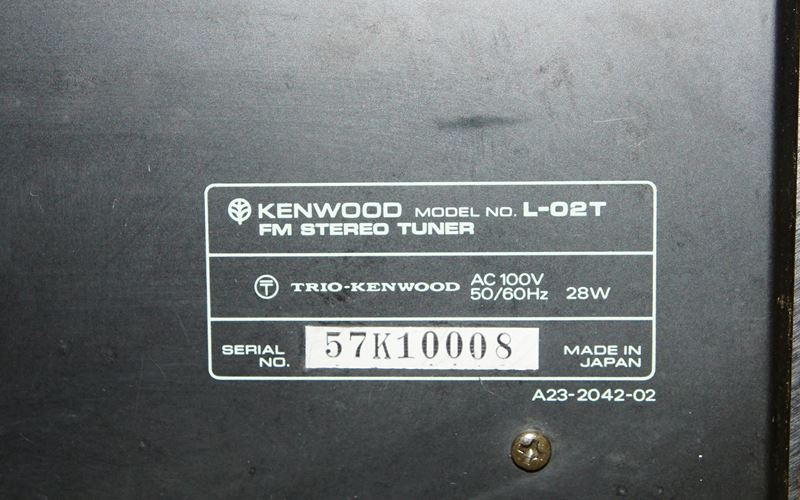 KENWOOD MODEL NO. L-02T
FM STEREO TUNER
〒 TRIO-KENWOOD AC 100V 50/60Hz 28W
SERIAL NO. 57K10008 MADE IN JAPAN
A23-2042-02